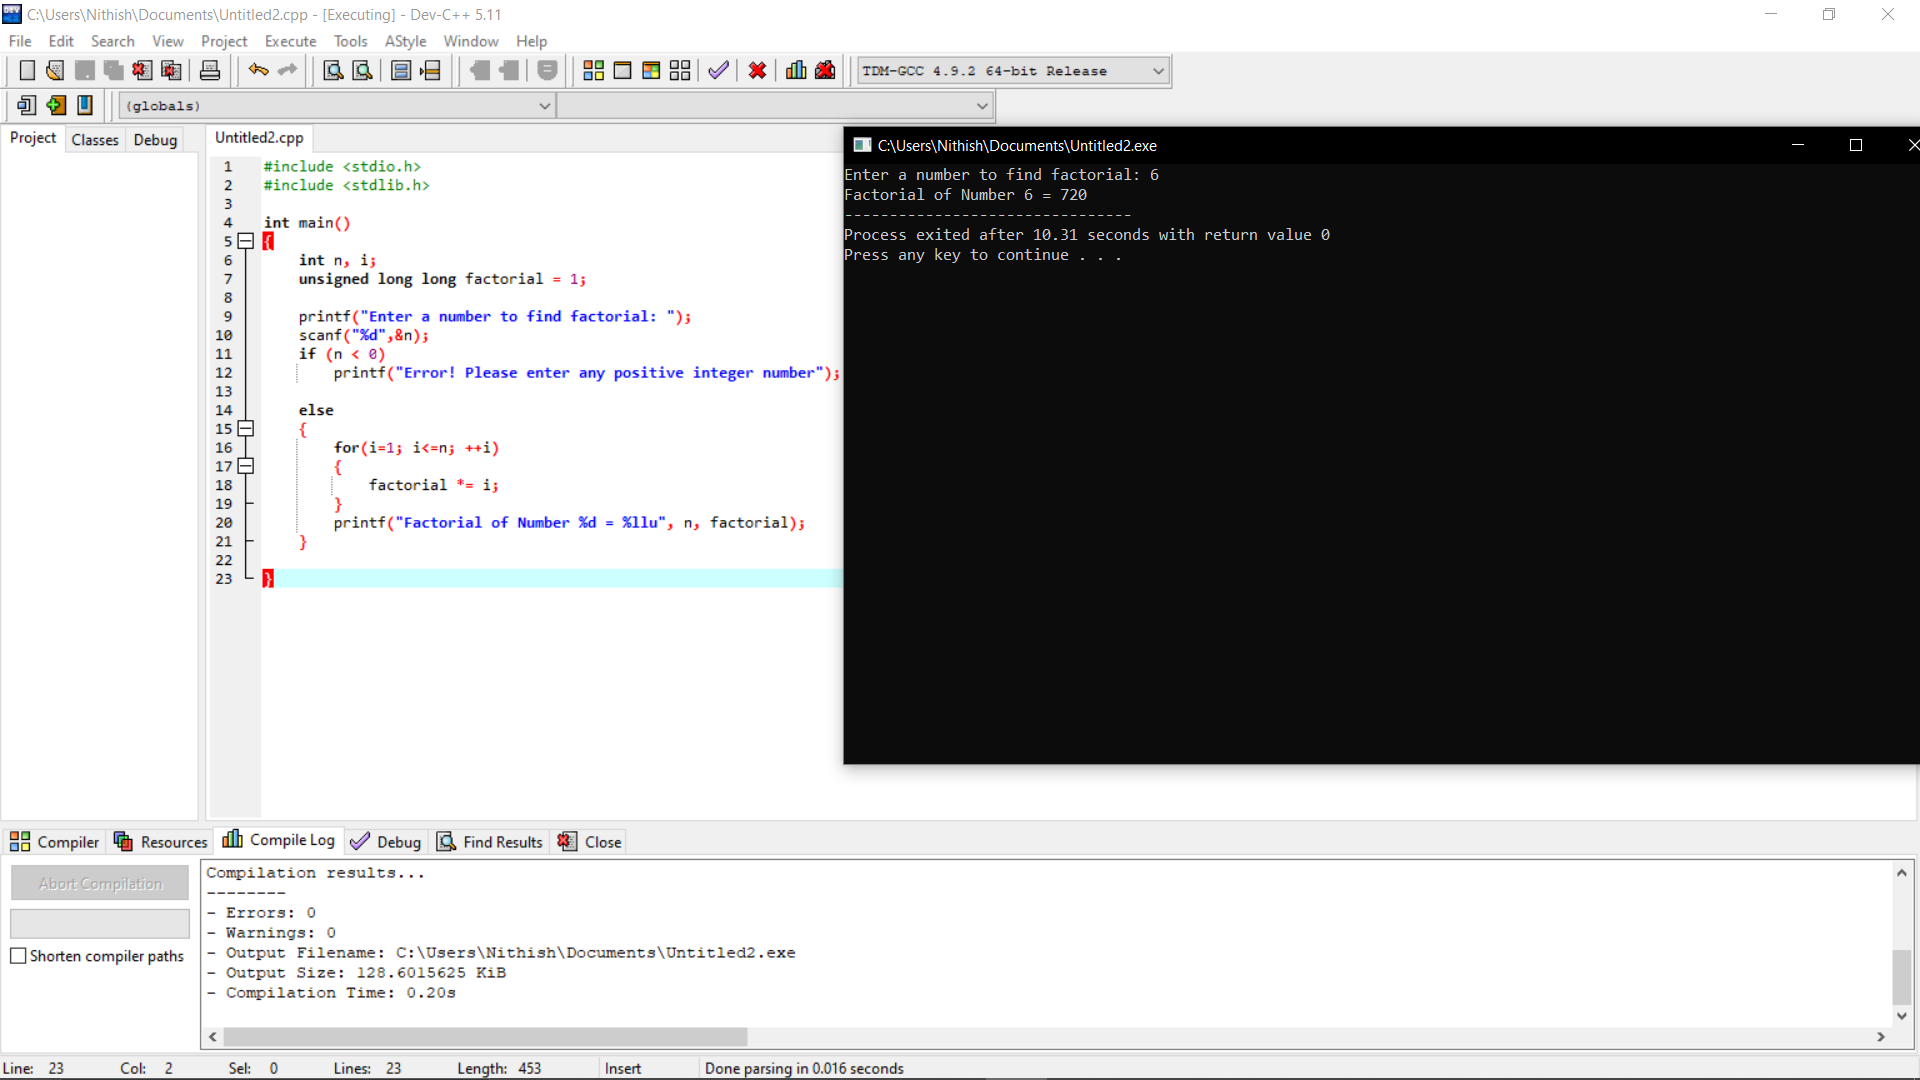 C:\Users\Nithish\Documents\Untitled2.cpp - [Executing] - Dev-C++ 5.11
File Edit Search View Project Execute Tools AStyle Window Help
TDM-GCC 4.9.2 64-bit Release
(globals)
Project Classes Debug
Untitled2.cpp
1 #include <stdio.h>
2 #include <stdlib.h>
3
4 int main()
5 {
6 int n, i;
7 unsigned long long factorial = 1;
8
9 printf("Enter a number to find factorial: ");
10 scanf("%d",&n);
11 if (n < 0)
12 printf("Error! Please enter any positive integer number");
13
14 else
15 {
16 for(i=1; i<=n; ++i)
17 {
18 factorial *= i;
19 }
20 printf("Factorial of Number %d = %llu", n, factorial);
21 }
22
23 }
C:\Users\Nithish\Documents\Untitled2.exe
Enter a number to find factorial: 6
Factorial of Number 6 = 720
--------------------------------
Process exited after 10.31 seconds with return value 0
Press any key to continue . . .
Compiler Resources Compile Log Debug Find Results Close
Abort Compilation
Shorten compiler paths
Compilation results...
--------
- Errors: 0
- Warnings: 0
- Output Filename: C:\Users\Nithish\Documents\Untitled2.exe
- Output Size: 128.6015625 KiB
- Compilation Time: 0.20s
Line: 23 Col: 2 Sel: 0 Lines: 23 Length: 453 Insert Done parsing in 0.016 seconds